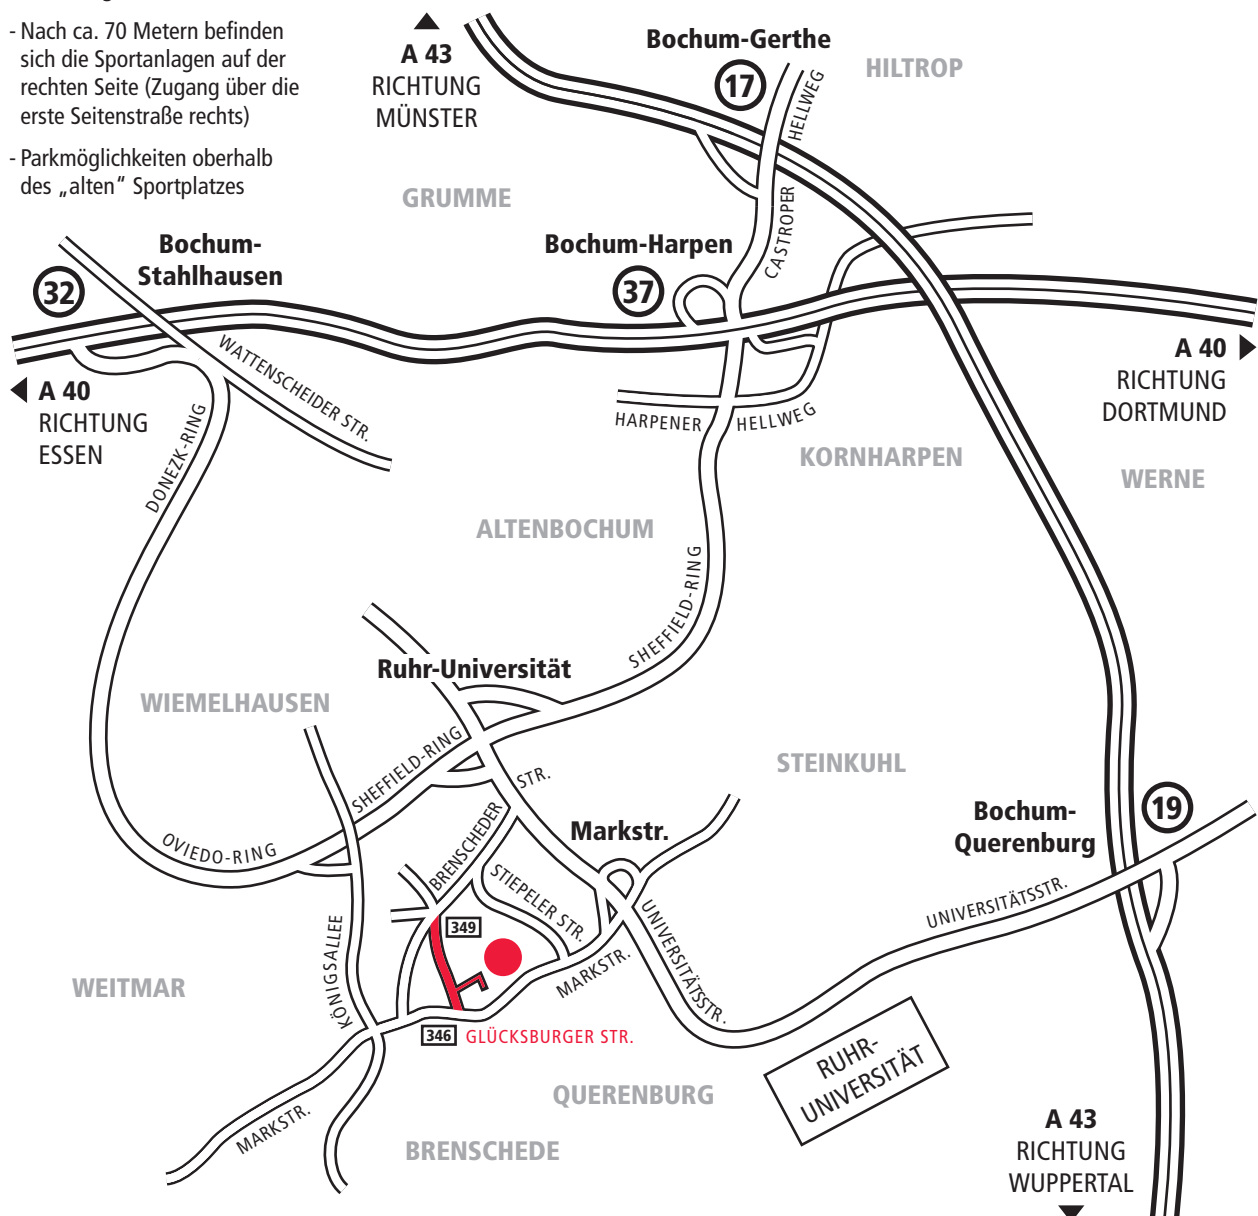 - Nach ca. 70 Metern befinden
sich die Sportanlagen auf der
rechten Seite (Zugang über die
erste Seitenstraße rechts)
- Parkmöglichkeiten oberhalb
des „alten“ Sportplatzes
A 43
RICHTUNG
MÜNSTER
Bochum-Gerthe
17
HELLWEG
HILTROP
GRUMME
CASTROPER
Bochum-
Stahlhausen
32
Bochum-Harpen
37
WATTENSCHEIDER STR.
A 40
RICHTUNG
ESSEN
A 40
RICHTUNG
DORTMUND
DONEZK-RING
HARPENER
HELLWEG
KORNHARPEN
WERNE
ALTENBOCHUM
SHEFFIELD-RING
Ruhr-Universität
WIEMELHAUSEN
SHEFFIELD-RING
STR.
STEINKUHL
OVIEDO-RING
BRENSCHEDER
Markstr.
Bochum-
Querenburg
19
STIEPELER STR.
UNIVERSITÄTSSTR.
UNIVERSITÄTSSTR.
349
KÖNIGSALLEE
MARKSTR.
WEITMAR
346
GLÜCKSBURGER STR.
RUHR-
UNIVERSITÄT
QUERENBURG
MARKSTR.
BRENSCHEDE
A 43
RICHTUNG
WUPPERTAL